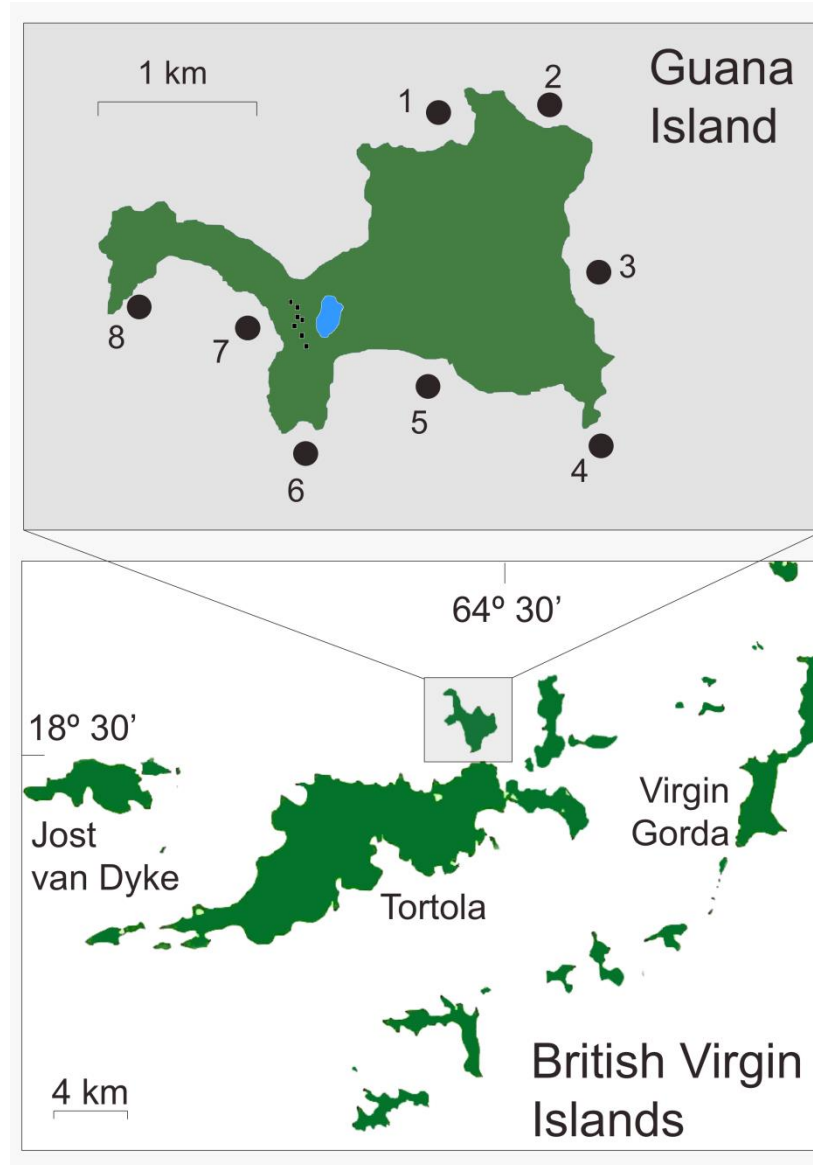 1 km
Guana
Island
1
2
3
4
5
6
7
8
64º 30’
18º 30’
Jost
van Dyke
Tortola
Virgin
Gorda
4 km
British Virgin
Islands